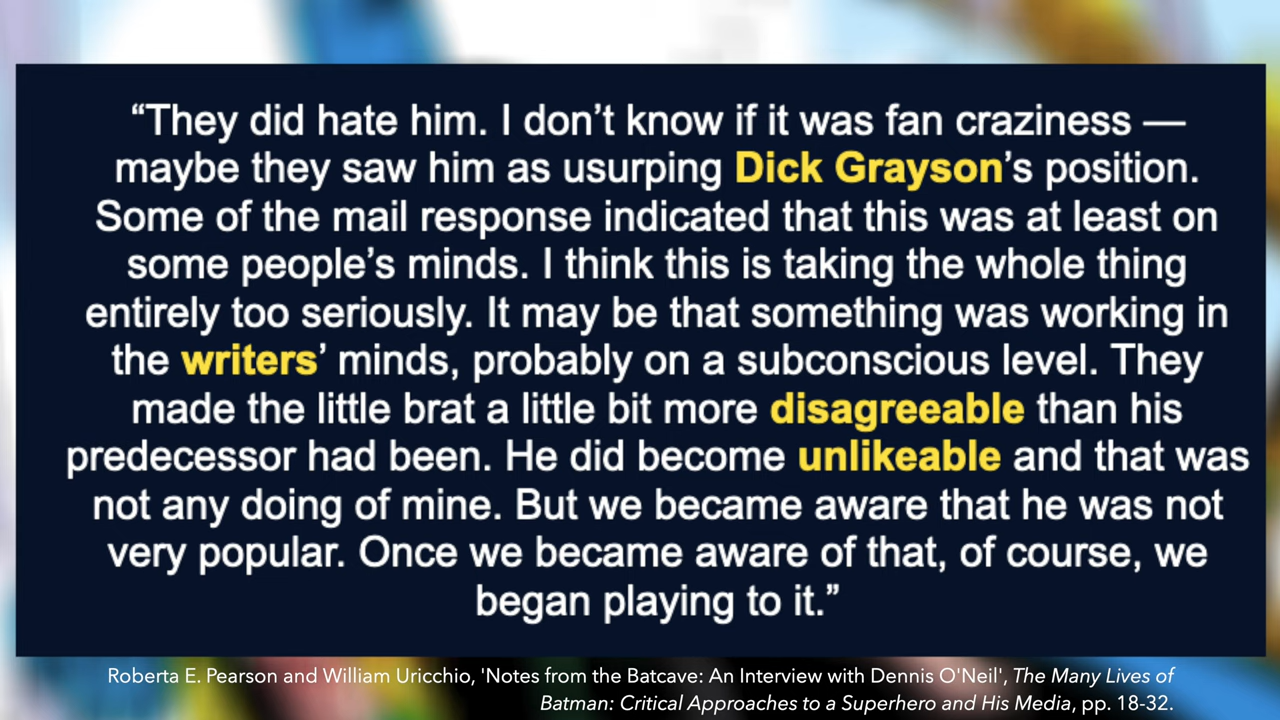 “They did hate him. I don’t know if it was fan craziness —
maybe they saw him as usurping Dick Grayson’s position.
Some of the mail response indicated that this was at least on
some people’s minds. I think this is taking the whole thing
entirely too seriously. It may be that something was working in
the writers’ minds, probably on a subconscious level. They
made the little brat a little bit more disagreeable than his
predecessor had been. He did become unlikeable and that was
not any doing of mine. But we became aware that he was not
very popular. Once we became aware of that, of course, we
began playing to it.”
Roberta E. Pearson and William Uricchio, 'Notes from the Batcave: An Interview with Dennis O'Neil', The Many Lives of
Batman: Critical Approaches to a Superhero and His Media, pp. 18-32.